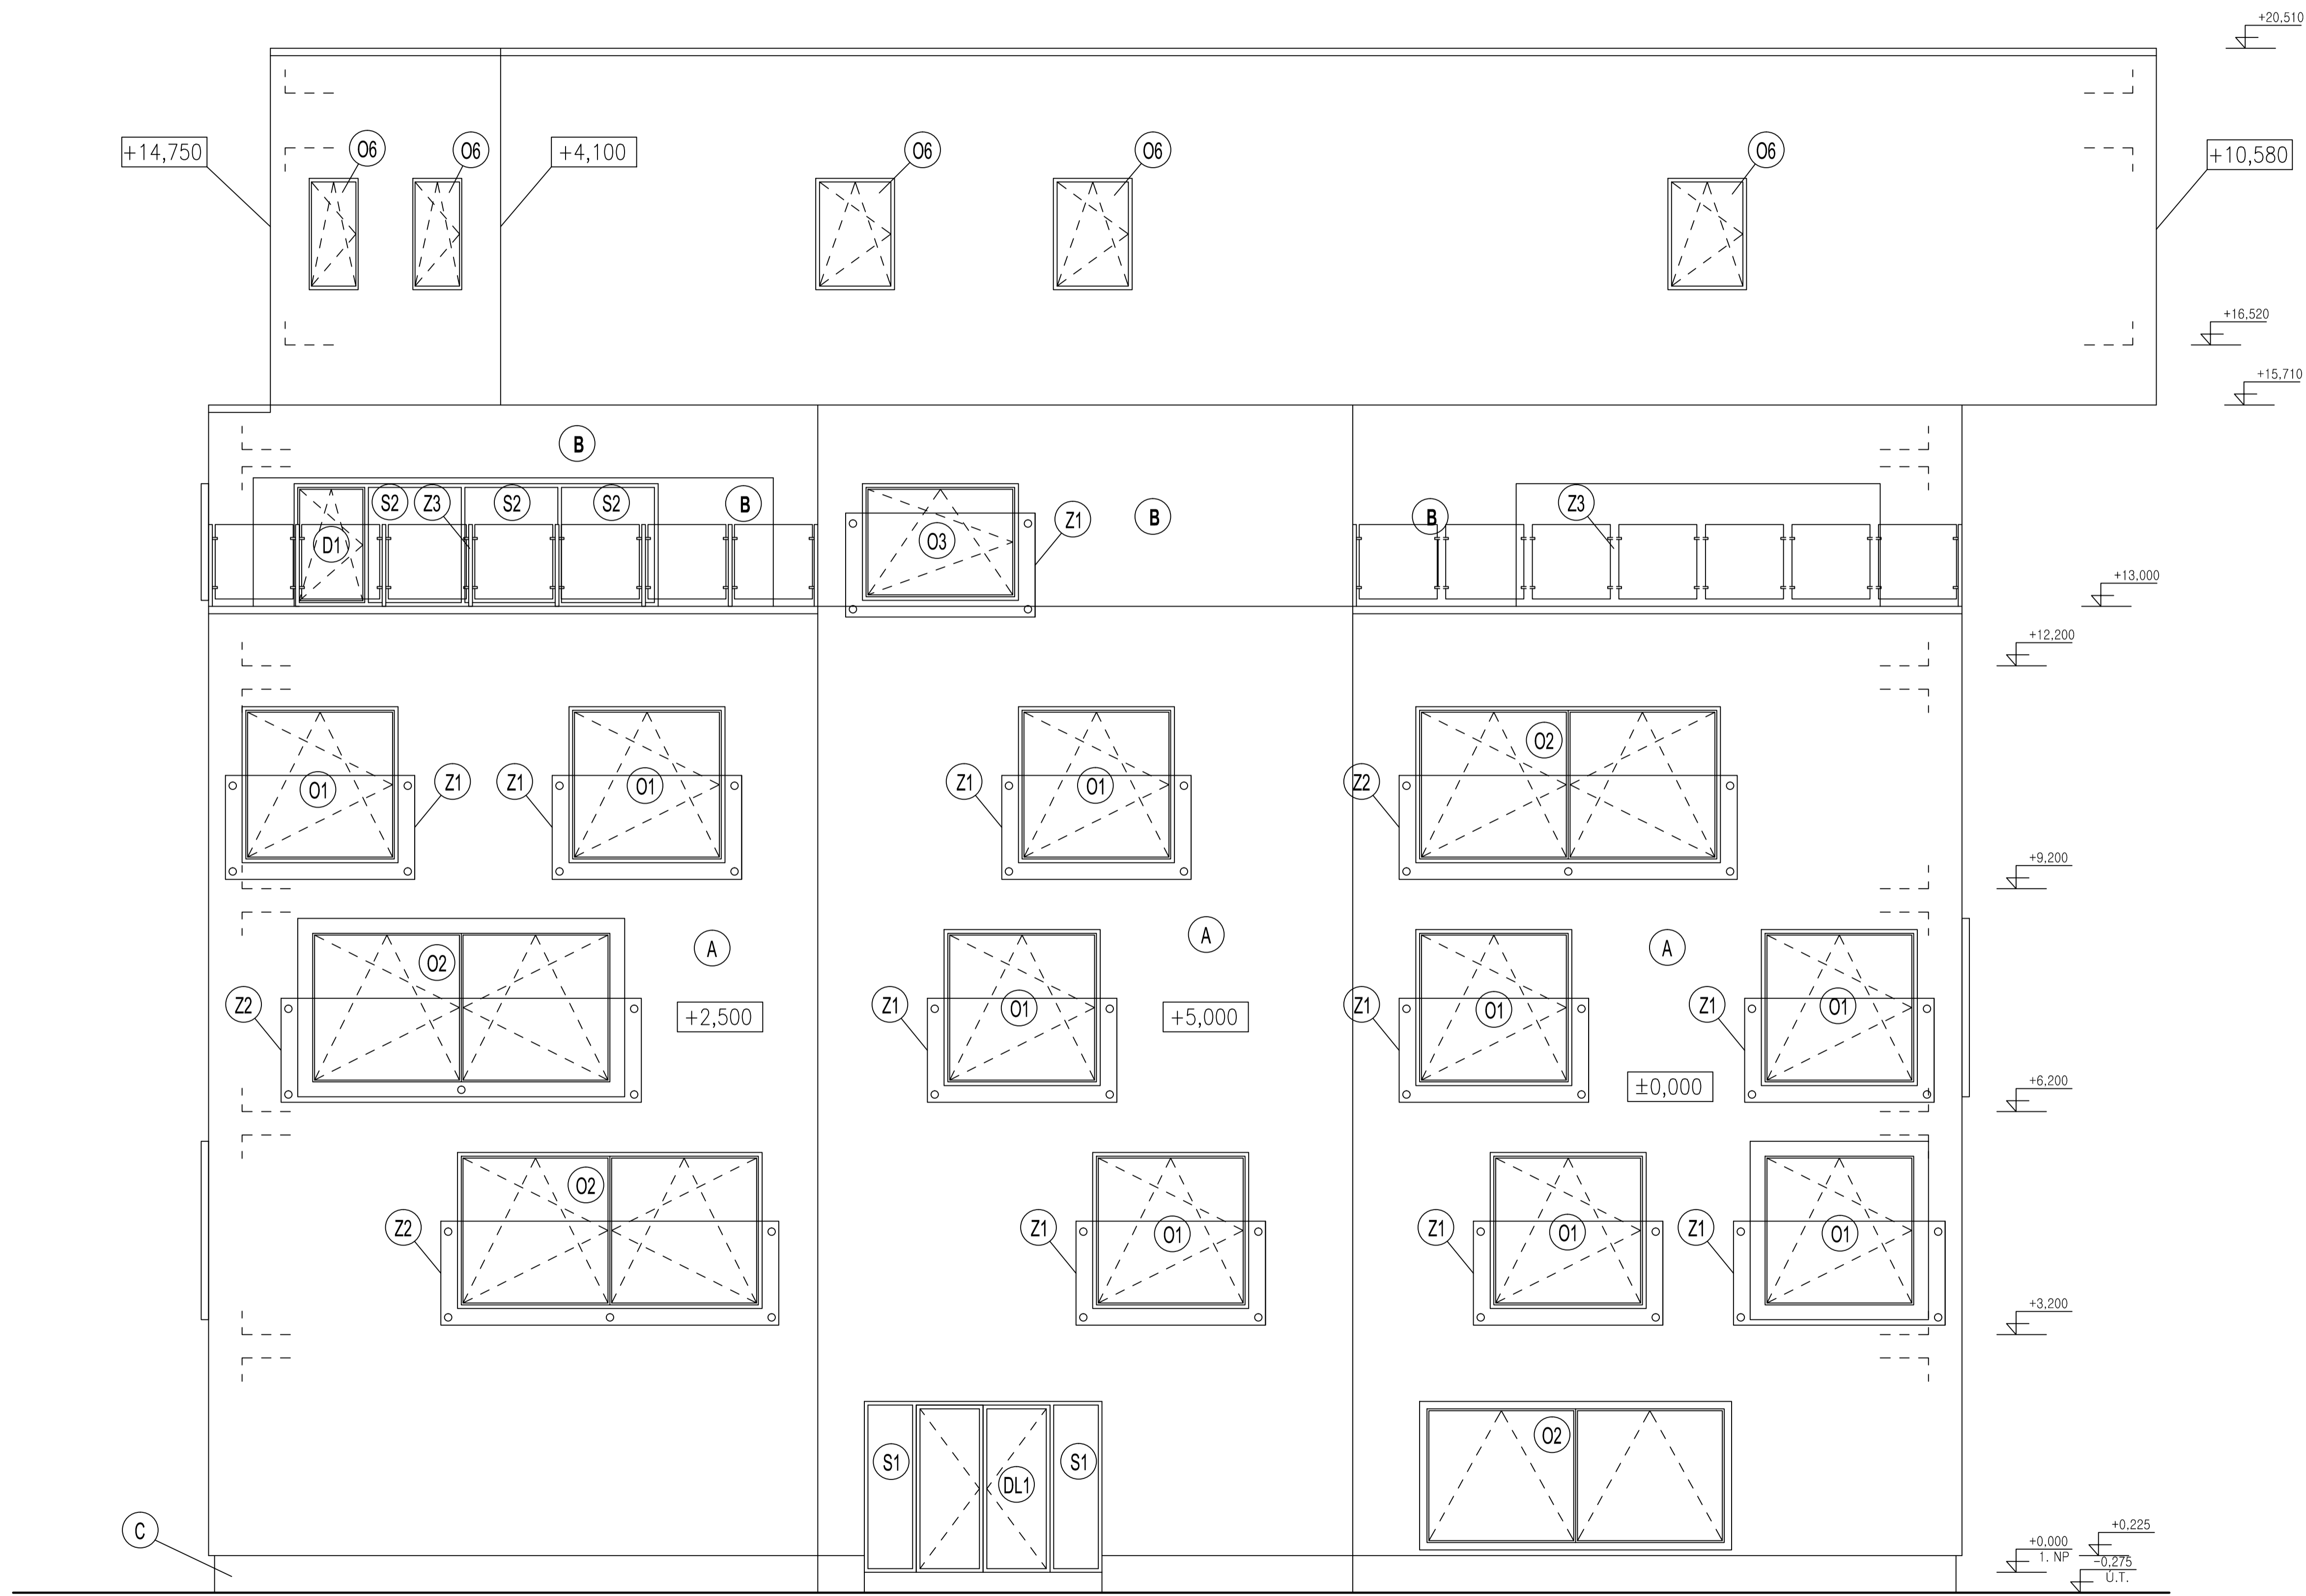 +20,510
O6
O6
O6
O6
O6
+14,750
+4,100
+10,580
+16,520
+15,710
B
S2
Z3
S2
S2
B
D1
O3
Z1
B
B
Z3
+13,000
+12,200
O1
Z1
Z1
O1
Z1
O1
Z2
O2
+9,200
A
A
A
O2
Z2
+2,500
Z1
O1
+5,000
Z1
O1
Z1
O1
±0,000
+6,200
O2
Z2
Z1
O1
Z1
O1
Z1
O1
+3,200
S1
DL1
S1
O2
C
+0,225
+0,000
1. NP
-0,275
Ú.T.